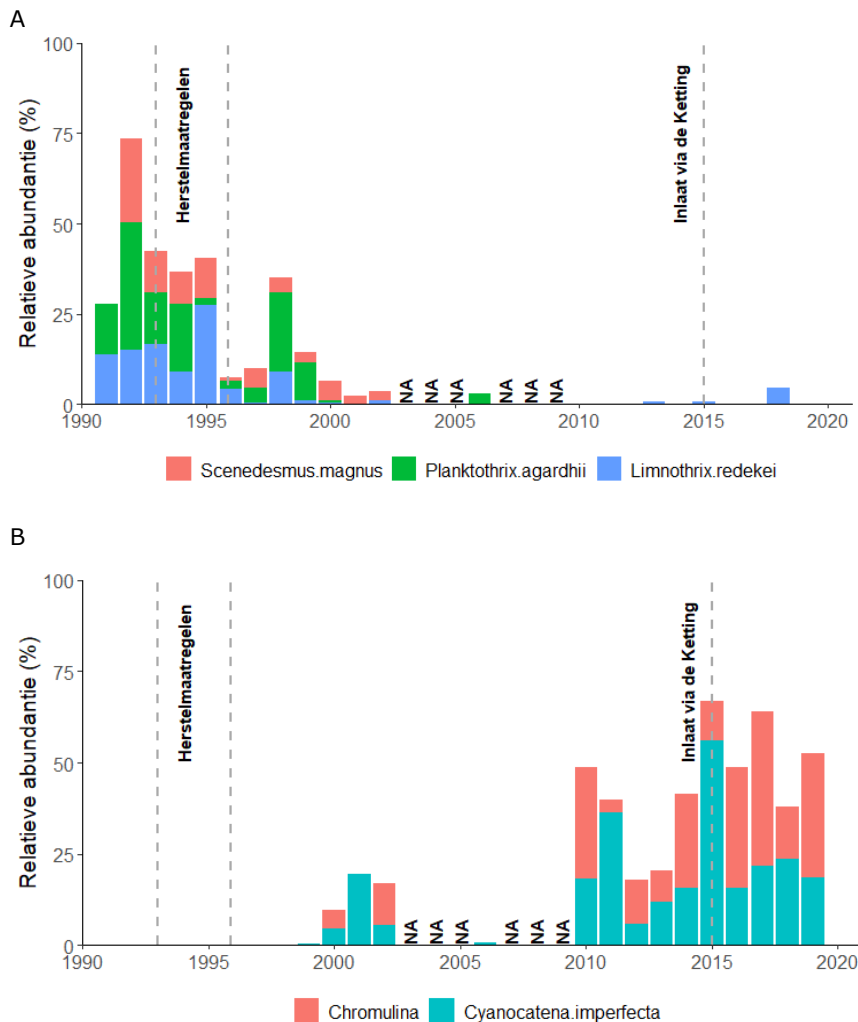 A
Relatieve abundantie (%)
100
75
50
25
0
Herstelmaatregelen
Inlaat via de Ketting
NA NA NA NA NA NA
1990 1995 2000 2005 2010 2015 2020
Scenedesmus.magnus Planktothrix.agardhii Limnothrix.redekei
B
Relatieve abundantie (%)
100
75
50
25
0
Herstelmaatregelen
Inlaat via de Ketting
NA NA NA NA NA NA
1990 1995 2000 2005 2010 2015 2020
Chromulina Cyanocatena.imperfecta